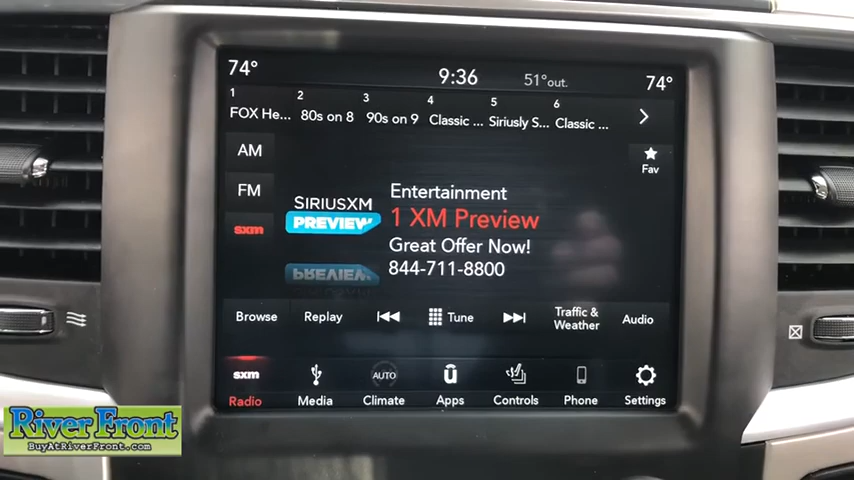 74°
9:36
51°out.
74°
1
2
3
4
5
6
FOX He...
80s on 8
90s on 9
Classic ...
Siriusly S...
Classic ...
AM
FM
sxm
Fav
SIRIUSXM
PREVIEW
Entertainment
1 XM Preview
Great Offer Now!
844-711-8800
Browse
Replay
Tune
Traffic &
Weather
Audio
sxm
AUTO
Radio
Media
Climate
Apps
Controls
Phone
Settings
River Front
BuyAtRiverFront.com